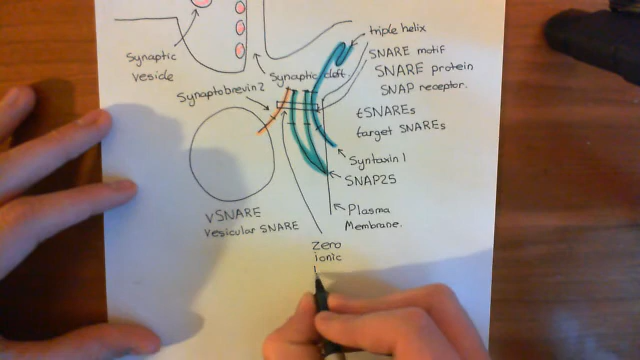 Synaptic
vesicle
Synaptic cleft.
Synaptobrevin 2
triple helix
SNARE motif
SNARE protein
SNAP receptor.
tSNAREs
target SNAREs
Syntaxin 1
SNAP25
Plasma
Membrane.
vSNARE
vesicular SNARE
Zero
ionic